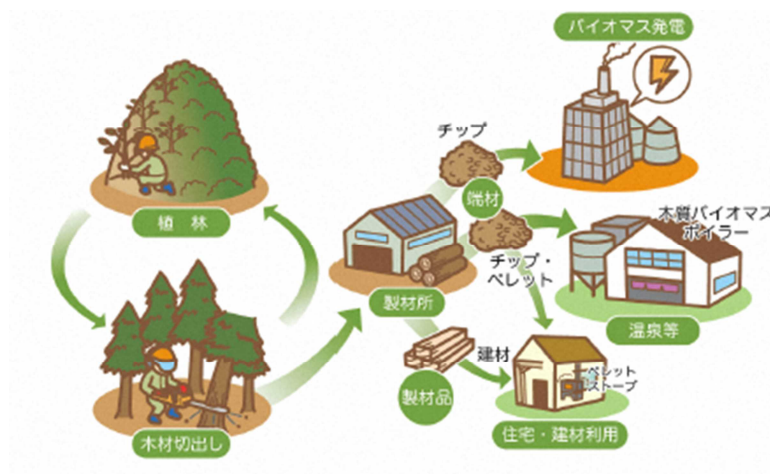 バイオマス発電
チップ
端材
植 林
木質バイオマス
ボイラー
チップ・
ペレット
製材所
温泉等
建材
ペレット
ストーブ
製材品
木材切出し
住宅・建材利用